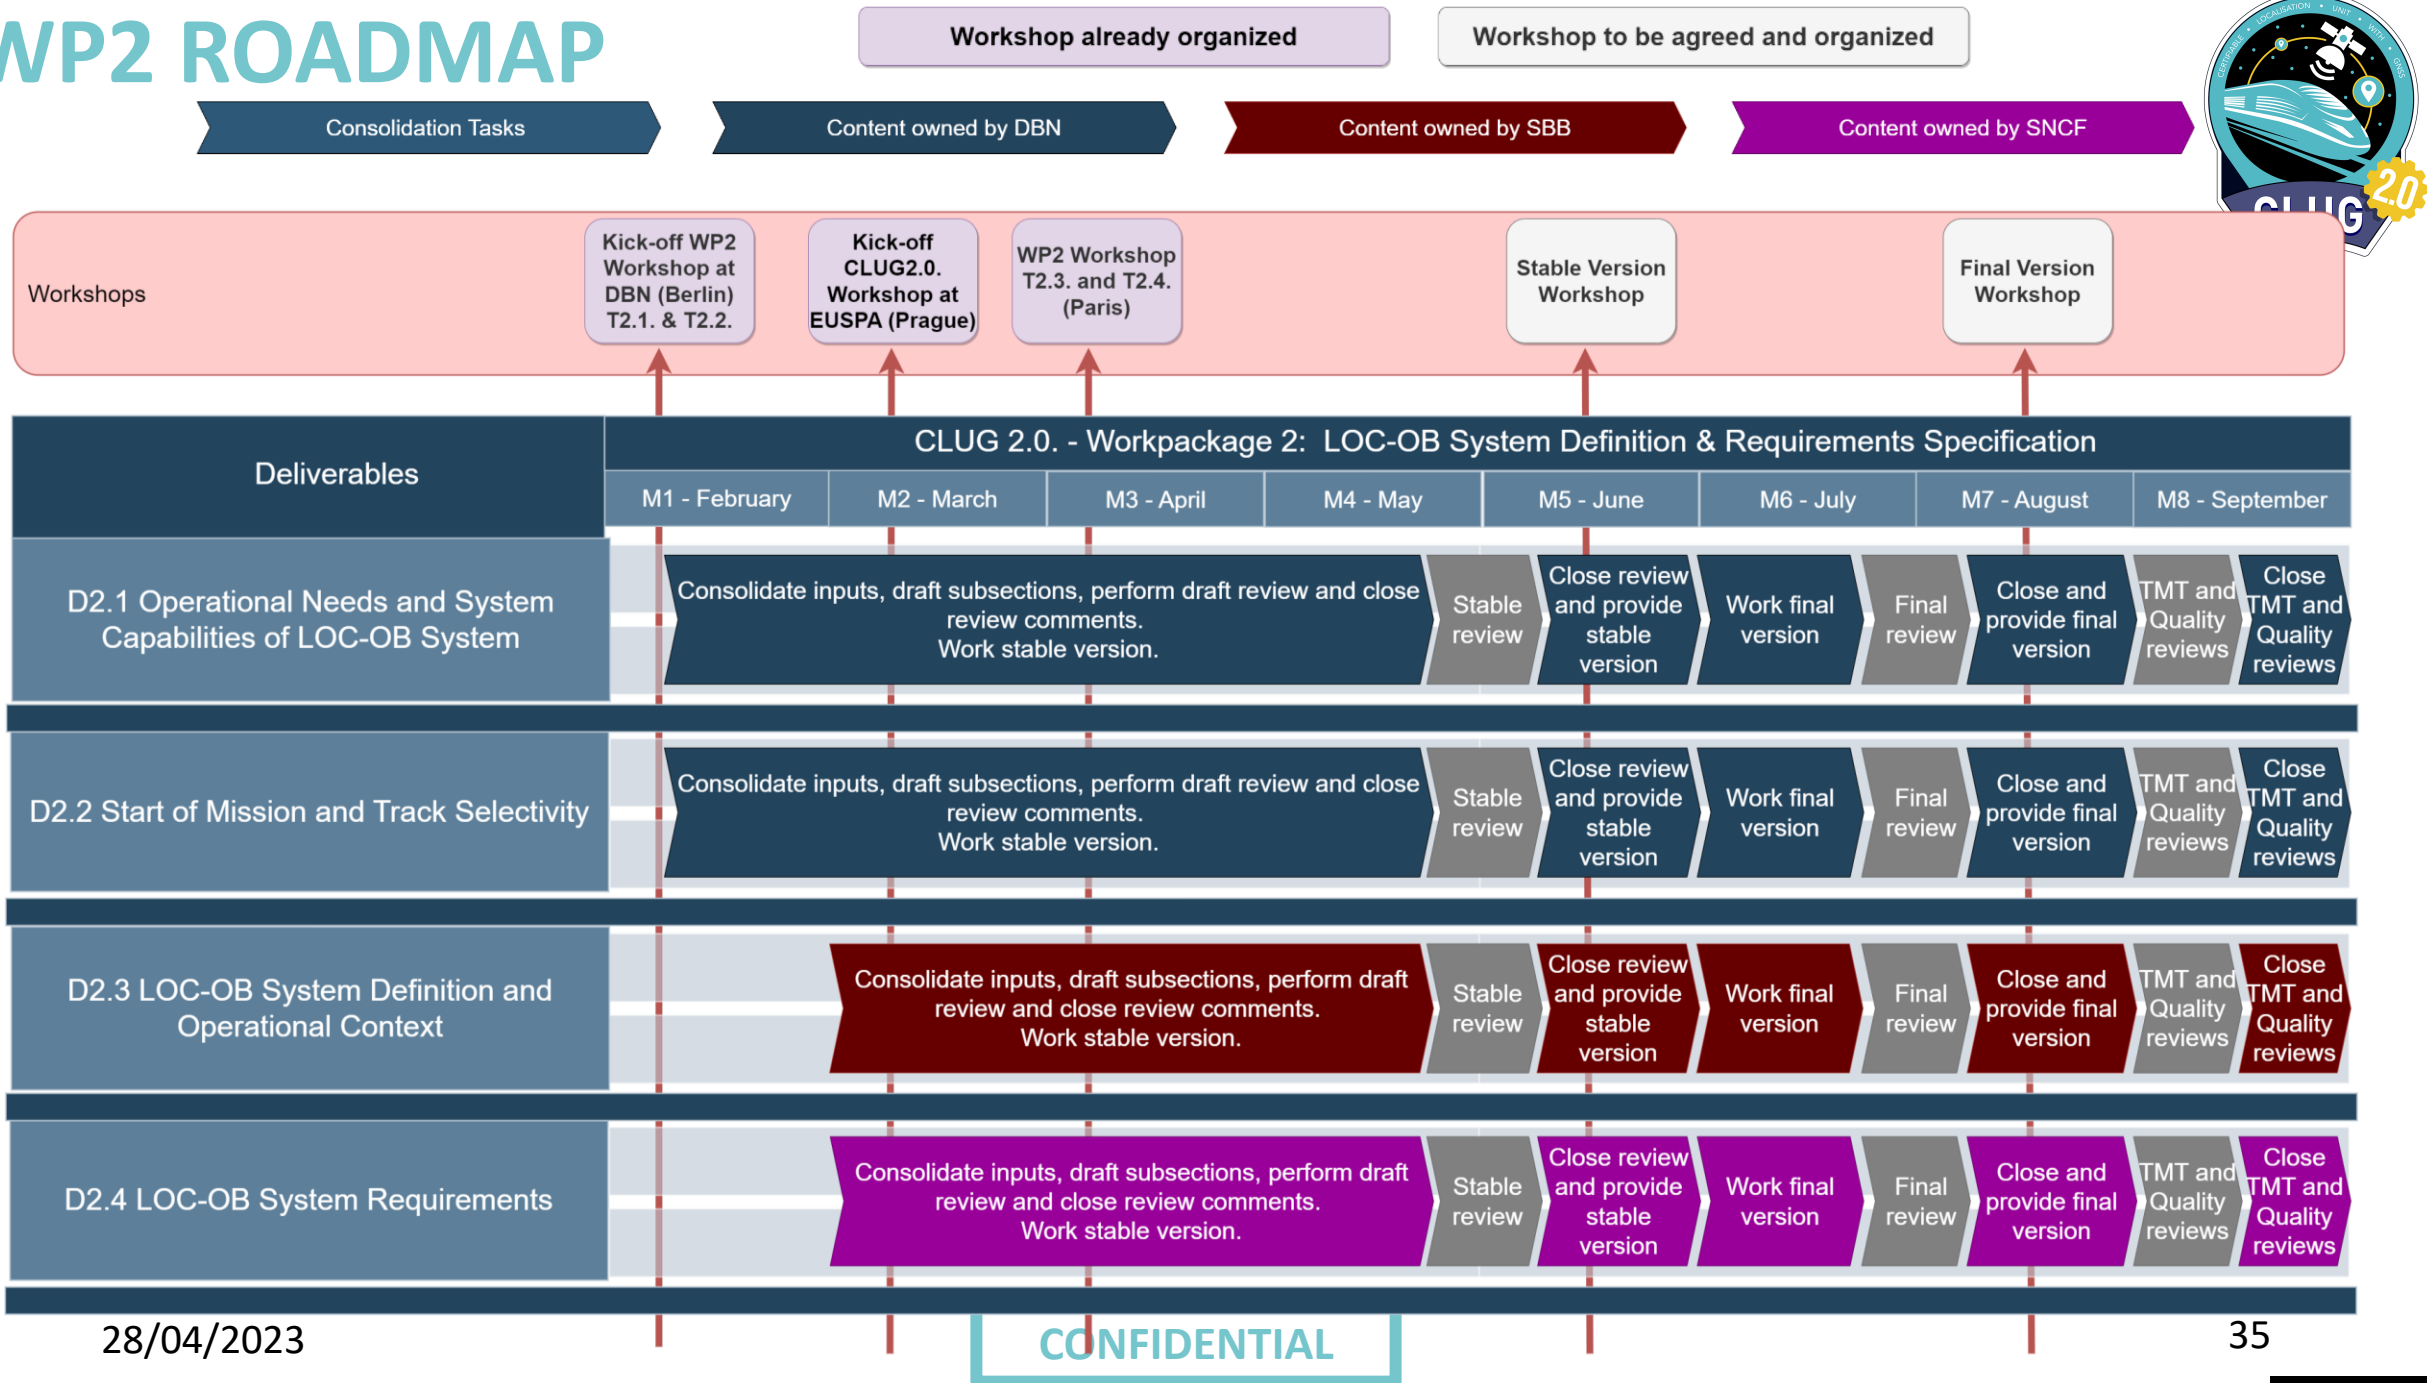 WP2 ROADMAP
Workshop already organized
Workshop to be agreed and organized
Consolidation Tasks
Content owned by DBN
Content owned by SBB
Content owned by SNCF
CERTIFIABLE • LOCALISATION • UNIT • WITH • GNSS
CLUG
2.0
Workshops
Kick-off WP2
Workshop at
DBN (Berlin)
T2.1. & T2.2.
Kick-off
CLUG2.0.
Workshop at
EUSPA (Prague)
WP2 Workshop
T2.3. and T2.4.
(Paris)
Stable Version
Workshop
Final Version
Workshop
Deliverables
CLUG 2.0. - Workpackage 2: LOC-OB System Definition & Requirements Specification
M1 - February
M2 - March
M3 - April
M4 - May
M5 - June
M6 - July
M7 - August
M8 - September
D2.1 Operational Needs and System
Capabilities of LOC-OB System
Consolidate inputs, draft subsections, perform draft review and close
review comments.
Work stable version.
Stable
review
Close review
and provide
stable
version
Work final
version
Final
review
Close and
provide final
version
TMT and
Quality
reviews
Close
TMT and
Quality
reviews
D2.2 Start of Mission and Track Selectivity
Consolidate inputs, draft subsections, perform draft review and close
review comments.
Work stable version.
Stable
review
Close review
and provide
stable
version
Work final
version
Final
review
Close and
provide final
version
TMT and
Quality
reviews
Close
TMT and
Quality
reviews
D2.3 LOC-OB System Definition and
Operational Context
Consolidate inputs, draft subsections, perform draft
review and close review comments.
Work stable version.
Stable
review
Close review
and provide
stable
version
Work final
version
Final
review
Close and
provide final
version
TMT and
Quality
reviews
Close
TMT and
Quality
reviews
D2.4 LOC-OB System Requirements
Consolidate inputs, draft subsections, perform draft
review and close review comments.
Work stable version.
Stable
review
Close review
and provide
stable
version
Work final
version
Final
review
Close and
provide final
version
TMT and
Quality
reviews
Close
TMT and
Quality
reviews
28/04/2023
CONFIDENTIAL
35